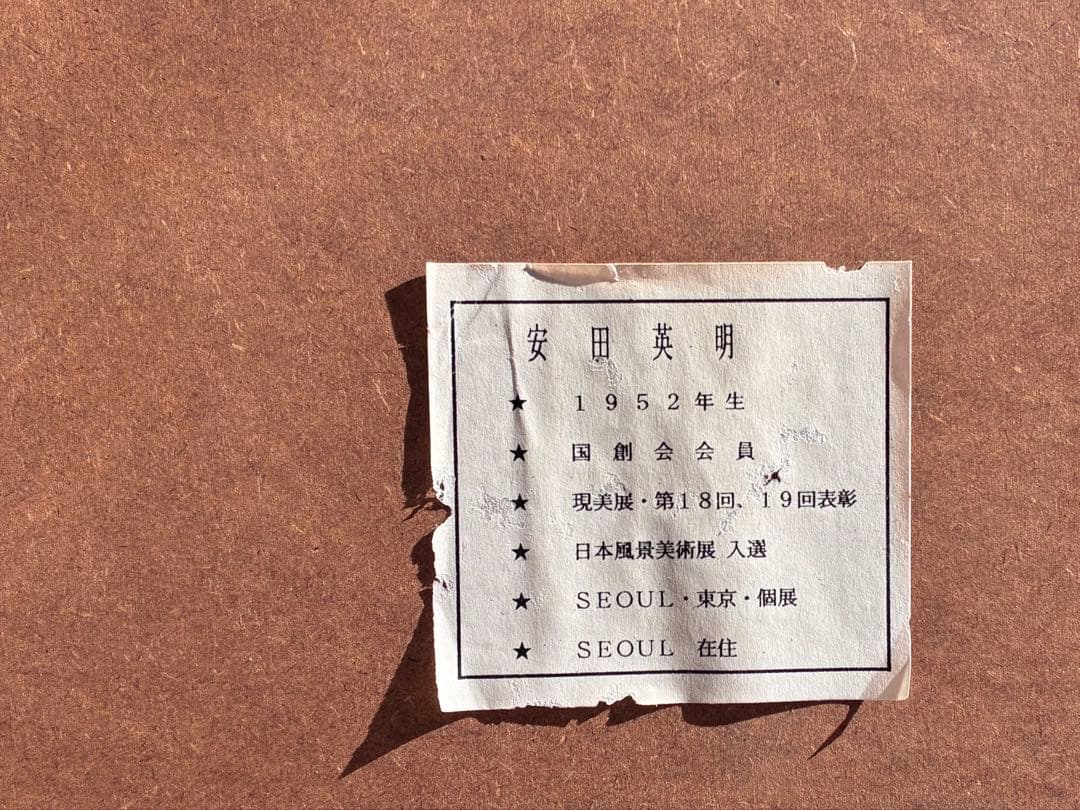 安田英明
★ 1952年生
★ 国創会会員
★ 現美展・第18回、19回表彰
★ 日本風景美術展 入選
★ SEOUL・東京・個展
★ SEOUL 在住